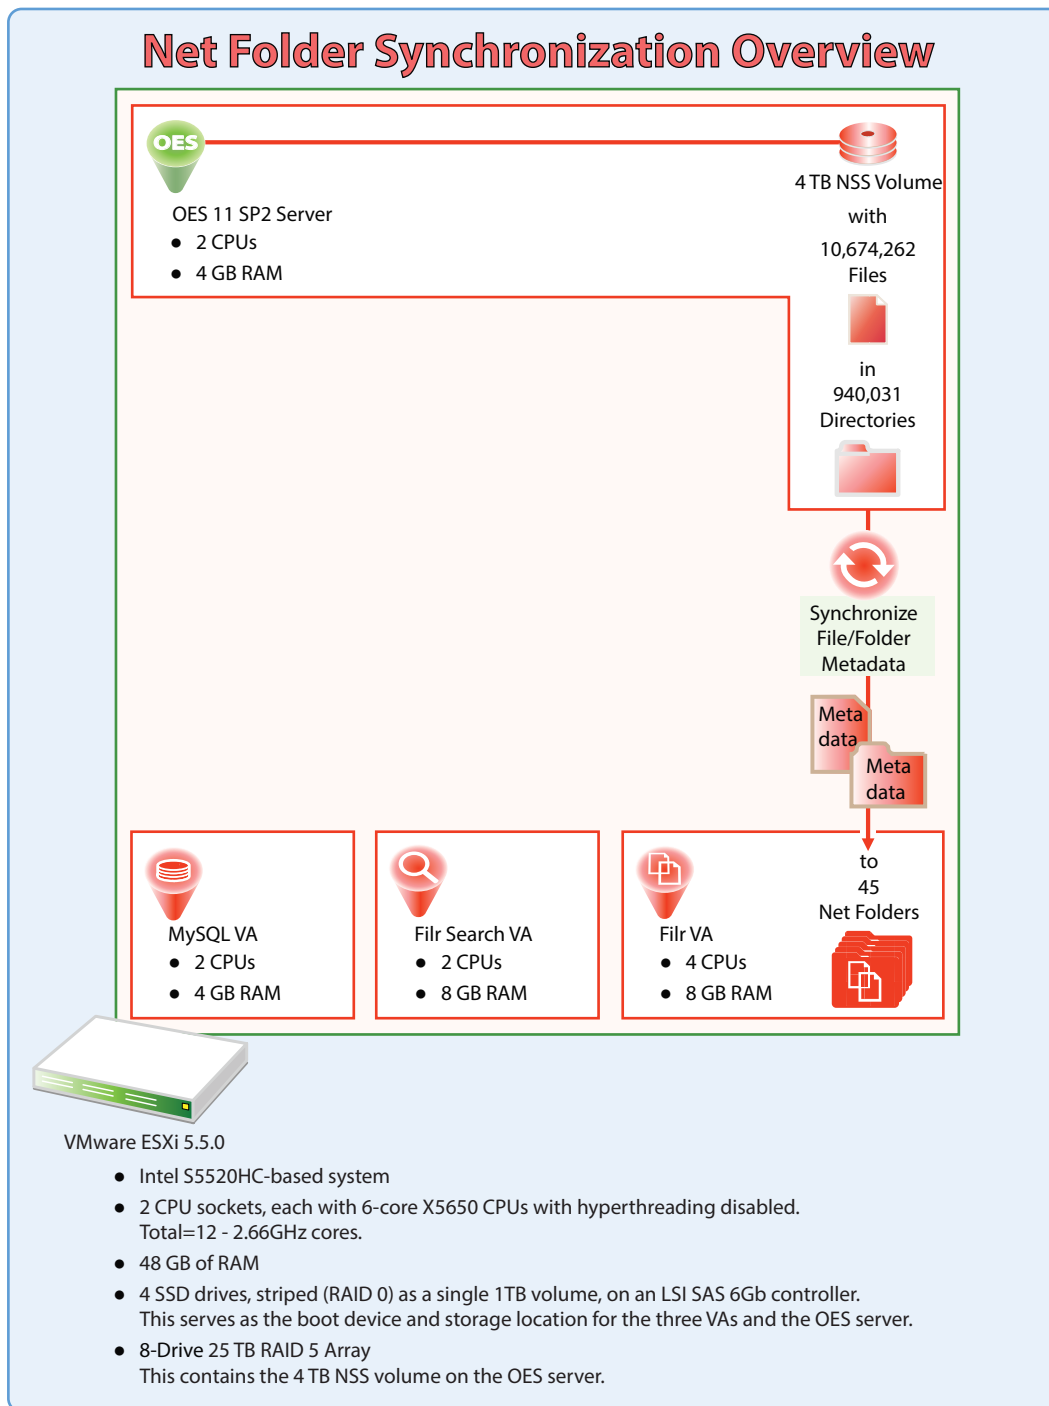 Net Folder Synchronization Overview
OES
4 TB NSS Volume
OES 11 SP2 Server
● 2 CPUs
● 4 GB RAM
with
10,674,262
Files
in
940,031
Directories
Synchronize
File/Folder
Metadata
Meta
data
Meta
data
MySQL VA
● 2 CPUs
● 4 GB RAM
Filr Search VA
● 2 CPUs
● 8 GB RAM
Filr VA
● 4 CPUs
● 8 GB RAM
to
45
Net Folders
VMware ESXi 5.5.0
● Intel S5520HC-based system
● 2 CPU sockets, each with 6-core X5650 CPUs with hyperthreading disabled.
Total=12 - 2.66GHz cores.
● 48 GB of RAM
● 4 SSD drives, striped (RAID 0) as a single 1TB volume, on an LSI SAS 6Gb controller.
This serves as the boot device and storage location for the three VAs and the OES server.
● 8-Drive 25 TB RAID 5 Array
This contains the 4 TB NSS volume on the OES server.